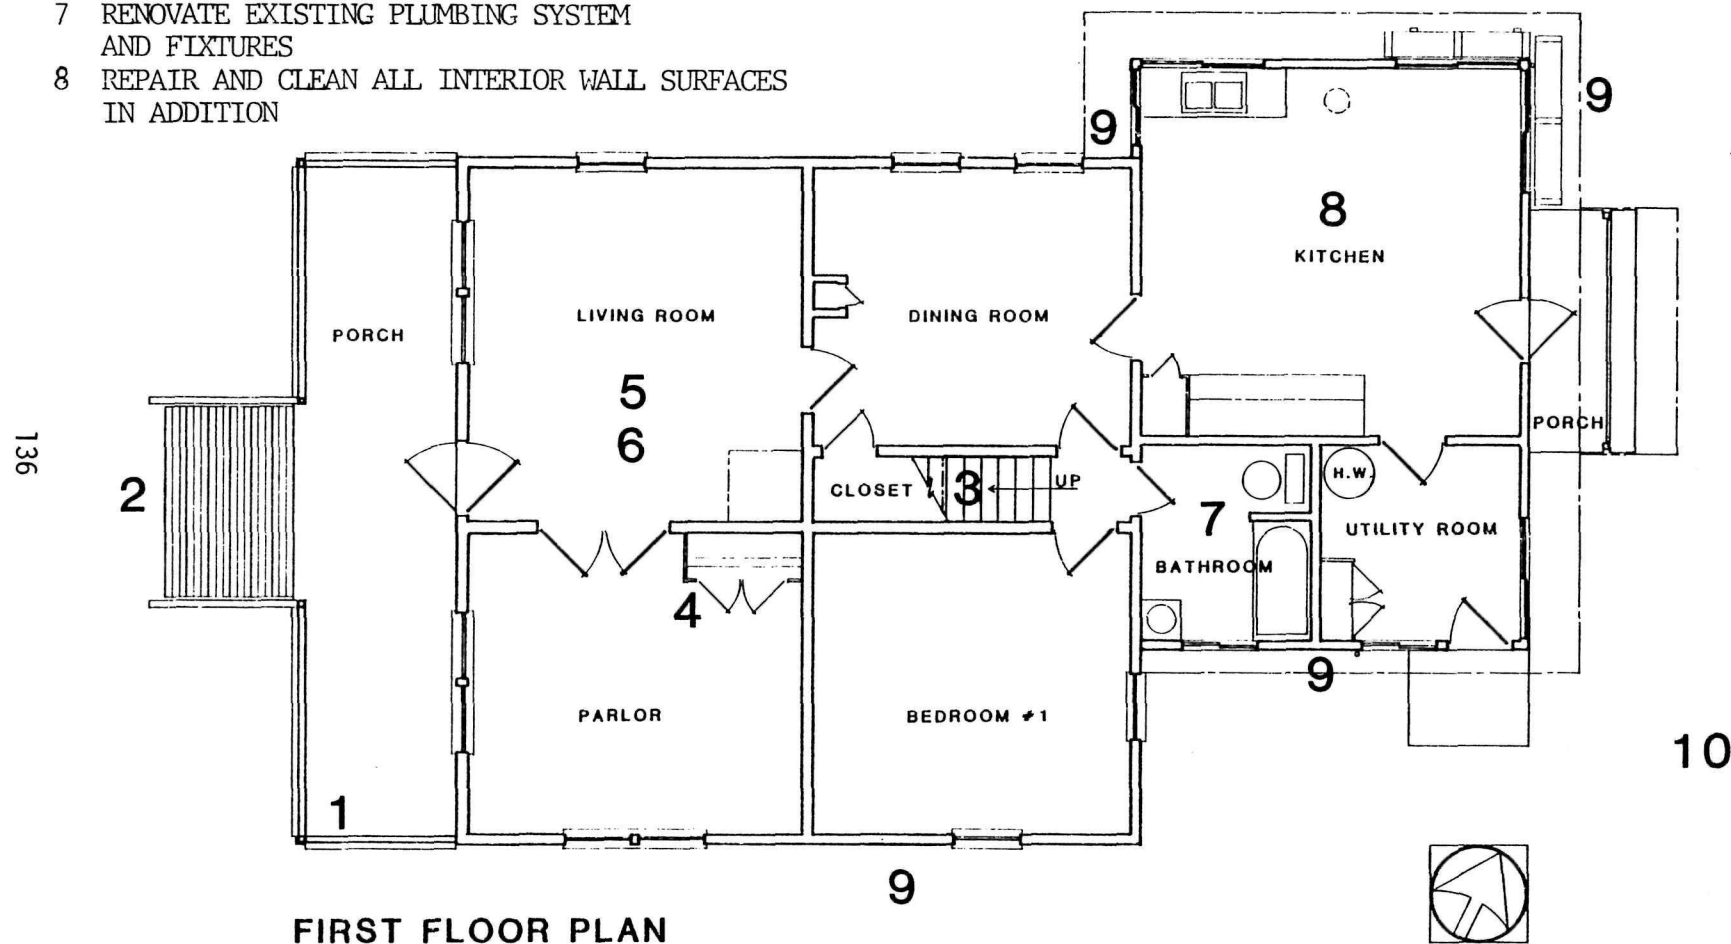 7 RENOVATE EXISTING PLUMBING SYSTEM
AND FIXTURES
8 REPAIR AND CLEAN ALL INTERIOR WALL SURFACES
IN ADDITION
9
9
8
KITCHEN
PORCH
LIVING ROOM
DINING ROOM
5
6
PORCH
136
2
CLOSET
3
UP
H.W.
7
UTILITY ROOM
BATHROOM
4
9
PARLOR
BEDROOM #1
10
1
9
FIRST FLOOR PLAN